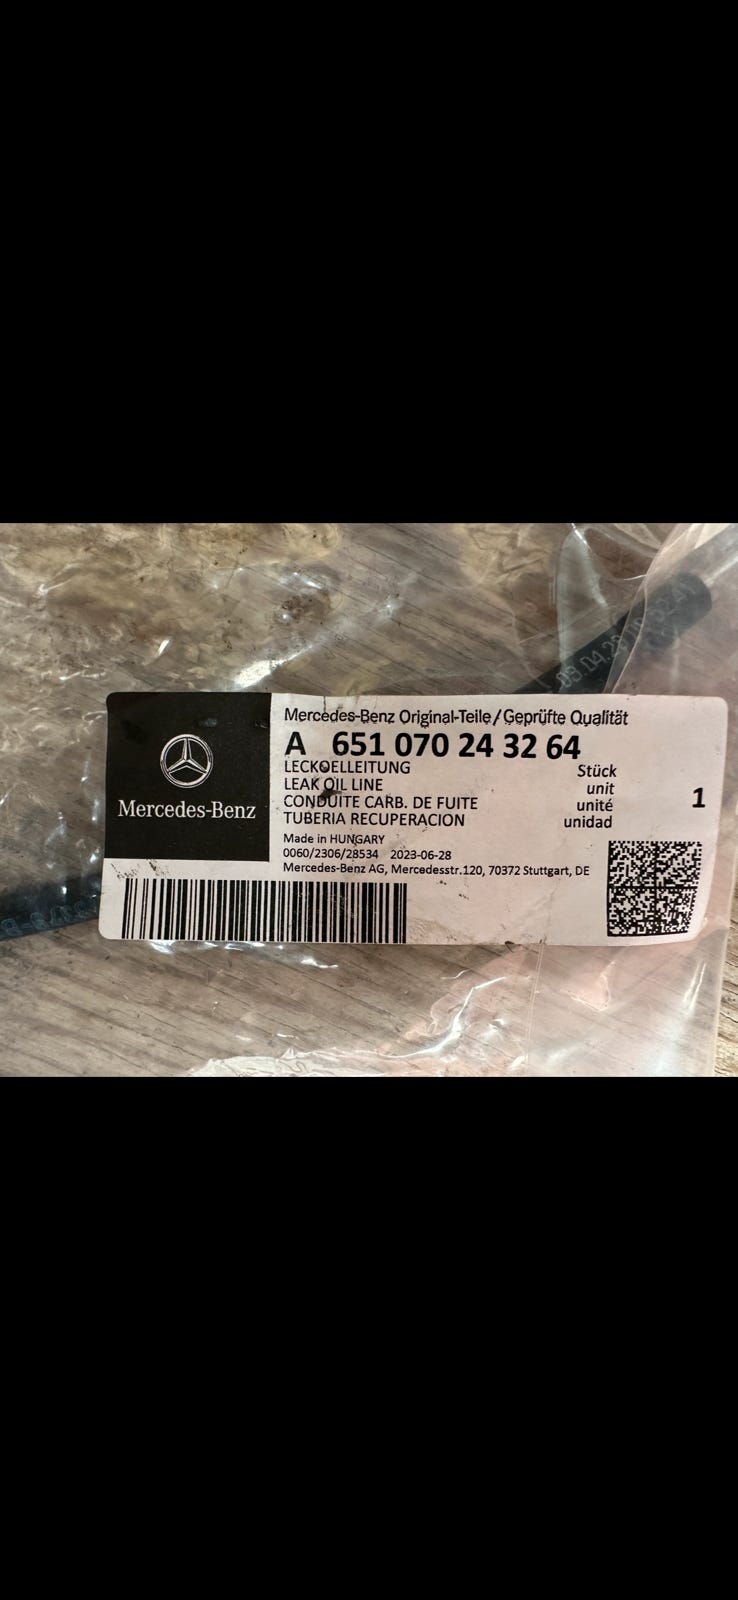 Mercedes-Benz Original-Teile/Geprüfte Qualität
A 651 070 24 32 64
LECKOELLEITUNG
LEAK OIL LINE
CONDUITE CARB. DE FUITE
TUBERIA RECUPERACION
Stück
unit
unité
unidad
1
Mercedes-Benz
Made in HUNGARY
0060/2306/28534 2023-06-28
Mercedes-Benz AG, Mercedesstr.120, 70372 Stuttgart, DE